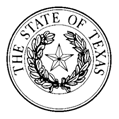 THE STATE OF TEXAS